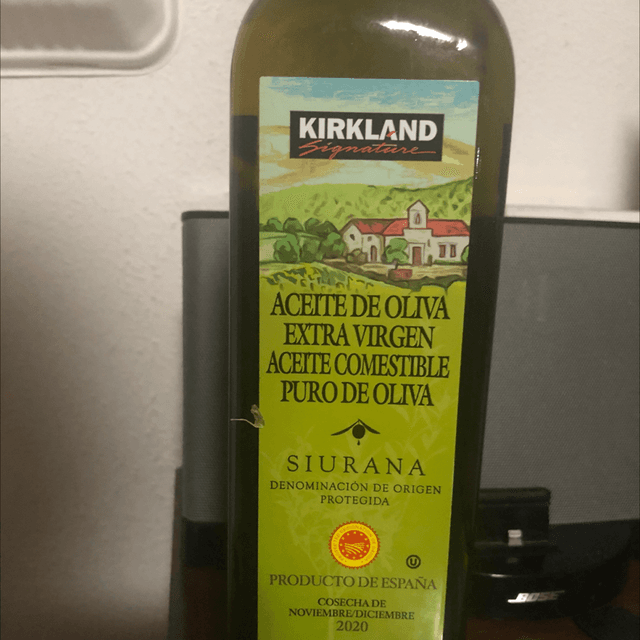 KIRKLAND
Signature
ACEITE DE OLIVA
EXTRA VIRGEN
ACEITE COMESTIBLE
PURO DE OLIVA
SIURANA
DENOMINACIÓN DE ORIGEN
PROTEGIDA
U
PRODUCTO DE ESPAÑA
COSECHA DE
NOVIEMBRE/DICIEMBRE
2020
BOSE